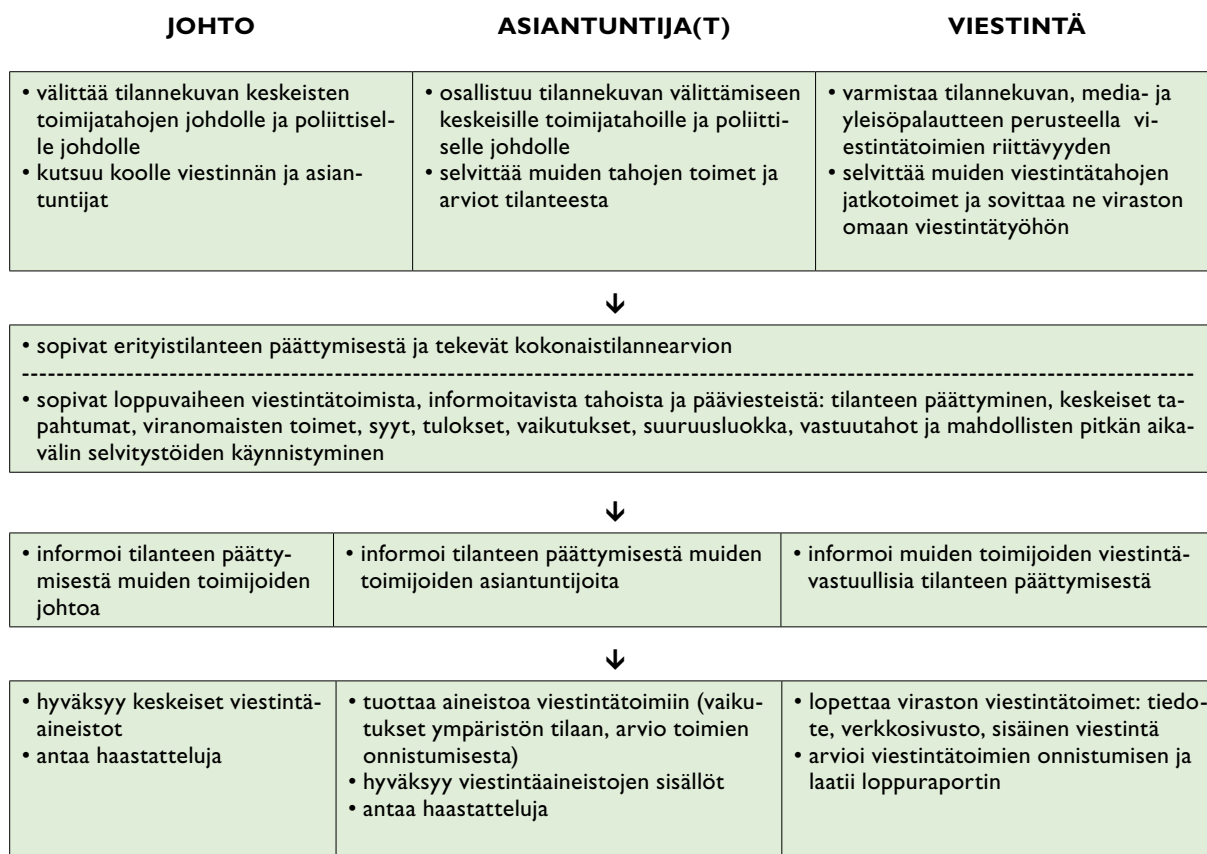 JOHTO
ASIANTUNTIJA(T)
VIESTINTÄ
• välittää tilannekuvan keskeisten
toimijatahojen johdolle ja poliittisel-
le johdolle
• kutsuu koolle viestinnän ja asian-
tuntijat
• osallistuu tilannekuvan välittämiseen
keskeisille toimijatahoille ja poliitti-
selle johdolle
• selvittää muiden tahojen toimet ja
arviot tilanteesta
• varmistaa tilannekuvan, media- ja
yleisöpalautteen perusteella vi-
estintätoimien riittävyyden
• selvittää muiden viestintätahojen
jatkotoimet ja sovittaa ne viraston
omaan viestintätyöhön
• sopivat erityistilanteen päättymisestä ja tekevät kokonaistilannearvion
• sopivat loppuvaiheen viestintätoimista, informoitavista tahoista ja pääviesteistä: tilanteen päättyminen, keskeiset ta-
pahtumat, viranomaisten toimet, syyt, tulokset, vaikutukset, suuruusluokka, vastuutahot ja mahdollisten pitkän aika-
välin selvitystöiden käynnistyminen
• informoi tilanteen päätty-
misestä muiden toimijoiden
johtoa
• informoi tilanteen päättymisestä muiden
toimijoiden asiantuntijoita
• informoi muiden toimijoiden viestintä-
vastuullisia tilanteen päättymisestä
• hyväksyy keskeiset viestintä-
aineistot
• antaa haastatteluja
• tuottaa aineistoa viestintätoimiin (vaiku-
tukset ympäristön tilaan, arvio toimien
onnistumisesta)
• hyväksyy viestintäaineistojen sisällöt
• antaa haastatteluja
• lopettaa viraston viestintätoimet: tiedo-
te, verkkosivusto, sisäinen viestintä
• arvioi viestintätoimien onnistumisen ja
laatii loppuraportin